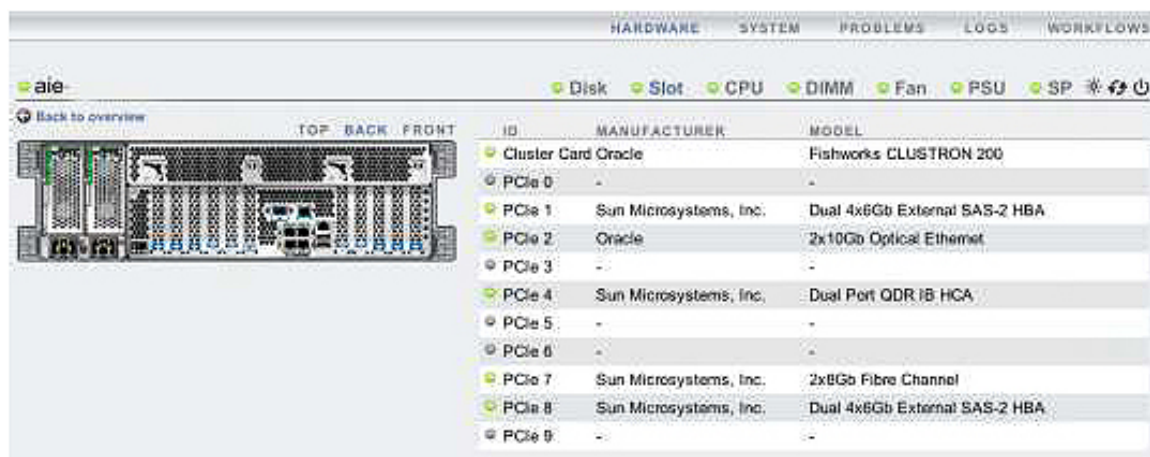 HARDWARE SYSTEM PROBLEMS LOGS WORKFLOWS
aie- Disk Slot CPU DIMM Fan PSU SP
Back to overview
TOP BACK FRONT
ID MANUFACTURER MODEL
Cluster Card Oracle Fishworks CLUSTRON 200
PCIe 0 - -
PCIe 1 Sun Microsystems, Inc. Dual 4x6Gb External SAS-2 HBA
PCIe 2 Oracle 2x10Gb Optical Ethernet
PCIe 3 - -
PCIe 4 Sun Microsystems, Inc. Dual Port QDR IB HCA
PCIe 5 - -
PCIe 6 - -
PCIe 7 Sun Microsystems, Inc. 2x8Gb Fibre Channel
PCIe 8 Sun Microsystems, Inc. Dual 4x6Gb External SAS-2 HBA
PCIe 9 - -